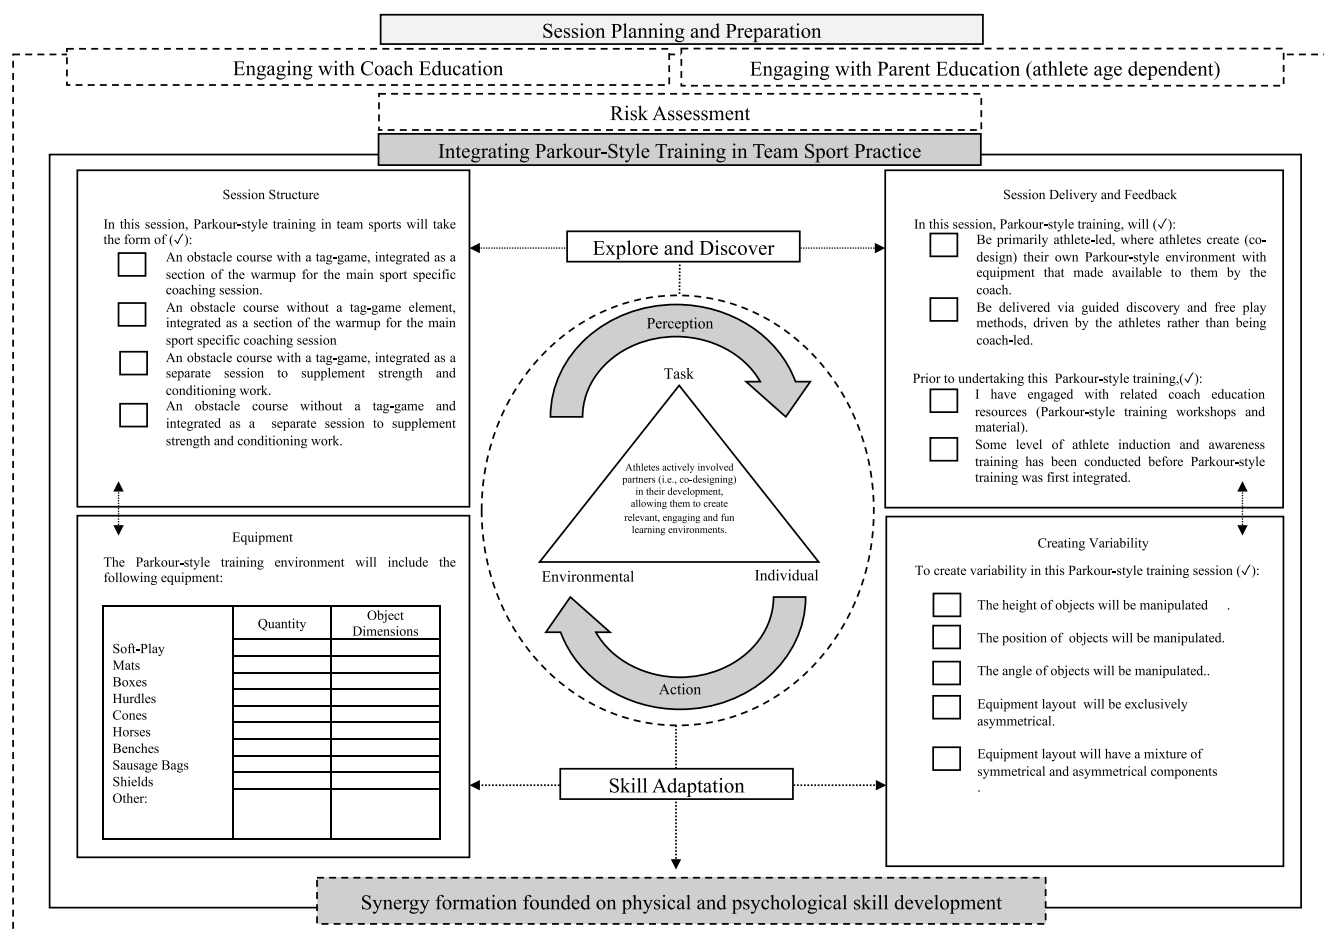 Session Planning and Preparation
Engaging with Coach Education
Engaging with Parent Education (athlete age dependent)
Risk Assessment
Integrating Parkour-Style Training in Team Sport Practice
Session Structure
In this session, Parkour-style training in team sports will take
the form of (✓):
An obstacle course with a tag-game, integrated as a
section of the warmup for the main sport specific
coaching session.
An obstacle course without a tag-game element,
integrated as a section of the warmup for the main
sport specific coaching session
An obstacle course with a tag-game, integrated as a
separate session to supplement strength and
conditioning work.
An obstacle course without a tag-game and
integrated as a separate session to supplement
strength and conditioning work.
Equipment
The Parkour-style training environment will include the
following equipment:
Quantity
Object
Dimensions
Soft-Play
Mats
Boxes
Hurdles
Cones
Horses
Benches
Sausage Bags
Shields
Other:
Explore and Discover
Perception
Task
Athletes actively involved
partners (i.e., co-designing)
in their development,
allowing them to create
relevant, engaging and fun
learning environments.
Environmental
Individual
Action
Skill Adaptation
Session Delivery and Feedback
In this session, Parkour-style training, will (✓):
Be primarily athlete-led, where athletes create (co-
design) their own Parkour-style environment with
equipment that made available to them by the
coach.
Be delivered via guided discovery and free play
methods, driven by the athletes rather than being
coach-led.
Prior to undertaking this Parkour-style training,(✓):
I have engaged with related coach education
resources (Parkour-style training workshops and
material).
Some level of athlete induction and awareness
training has been conducted before Parkour-style
training was first integrated.
Creating Variability
To create variability in this Parkour-style training session (✓):
The height of objects will be manipulated .
The position of objects will be manipulated.
The angle of objects will be manipulated..
Equipment layout will be exclusively
asymmetrical.
Equipment layout will have a mixture of
symmetrical and asymmetrical components
.
Synergy formation founded on physical and psychological skill development